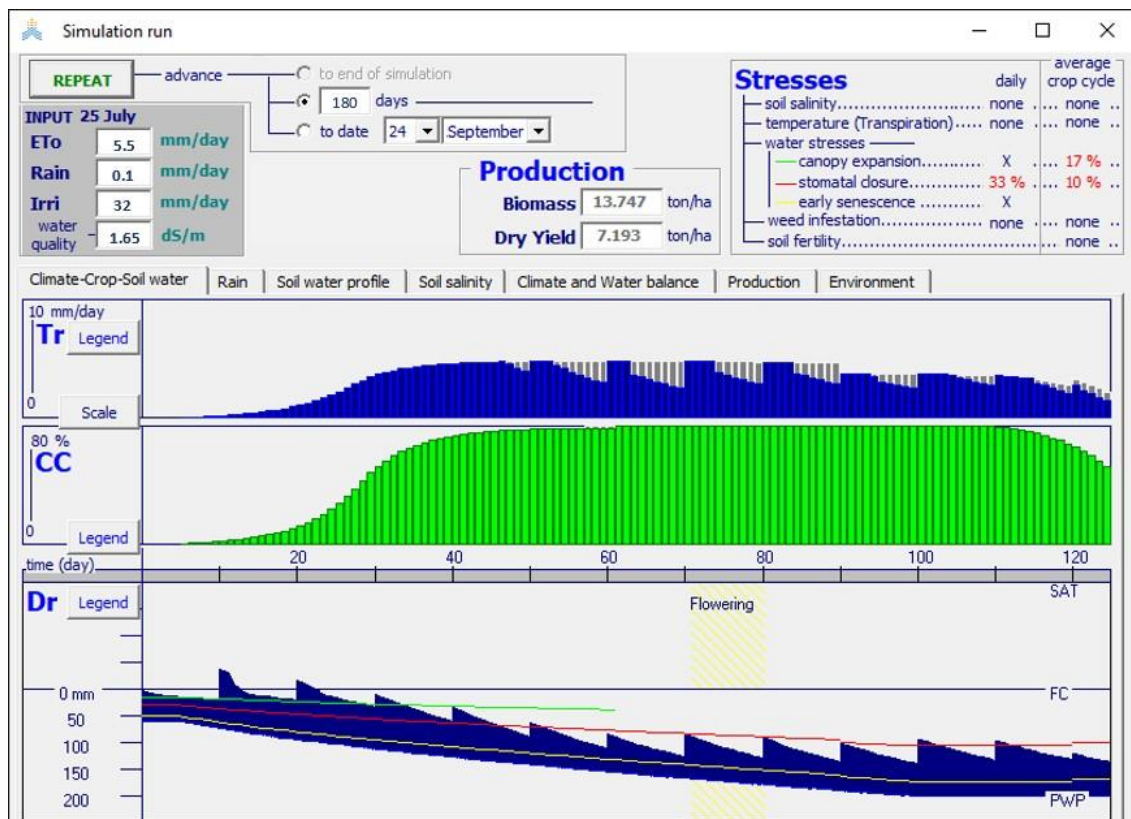 Simulation run
REPEAT
advance
to end of simulation
180 days
to date 24 September
INPUT 25 July
ETo 5.5 mm/day
Rain 0.1 mm/day
Irri 32 mm/day
water quality 1.65 dS/m
Production
Biomass 13.747 ton/ha
Dry Yield 7.193 ton/ha
Stresses daily average crop cycle
soil salinity none none
temperature (Transpiration) none none
water stresses
canopy expansion X 17 %
stomatal closure 33 % 10 %
early senescence X
weed infestation none none
soil fertility none
Climate-Crop-Soil water Rain Soil water profile Soil salinity Climate and Water balance Production Environment
10 mm/day
Tr Legend
0
Scale
80 %
CC
0
Legend
time (day) 20 40 60 80 100 120
Dr Legend
Flowering
SAT
0 mm
FC
50
100
150
200
PWP